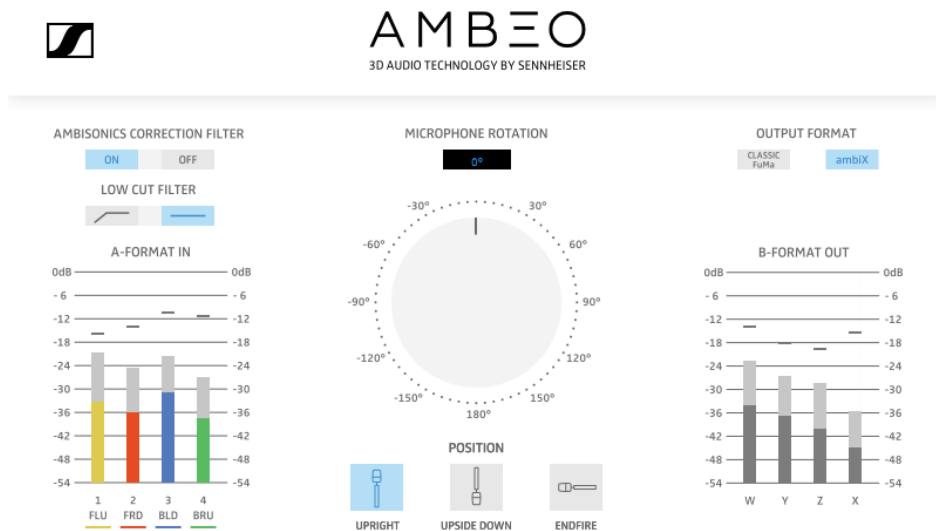 AMBEO
3D AUDIO TECHNOLOGY BY SENNHEISER
AMBISONICS CORRECTION FILTER
ON OFF
LOW CUT FILTER
A-FORMAT IN
0dB 0dB
- 6 - 6
-12 -12
-18 -18
-24 -24
-30 -30
-36 -36
-42 -42
-48 -48
-54 -54
1 2 3 4
FLU FRD BLD BRU
MICROPHONE ROTATION
0°
-30° 30°
-60° 60°
-90° 90°
-120° 120°
-150° 150°
180°
POSITION
UPRIGHT UPSIDE DOWN ENDFIRE
OUTPUT FORMAT
CLASSIC
FuMa
ambiX
B-FORMAT OUT
0dB 0dB
- 6 - 6
-12 -12
-18 -18
-24 -24
-30 -30
-36 -36
-42 -42
-48 -48
-54 -54
W Y Z X